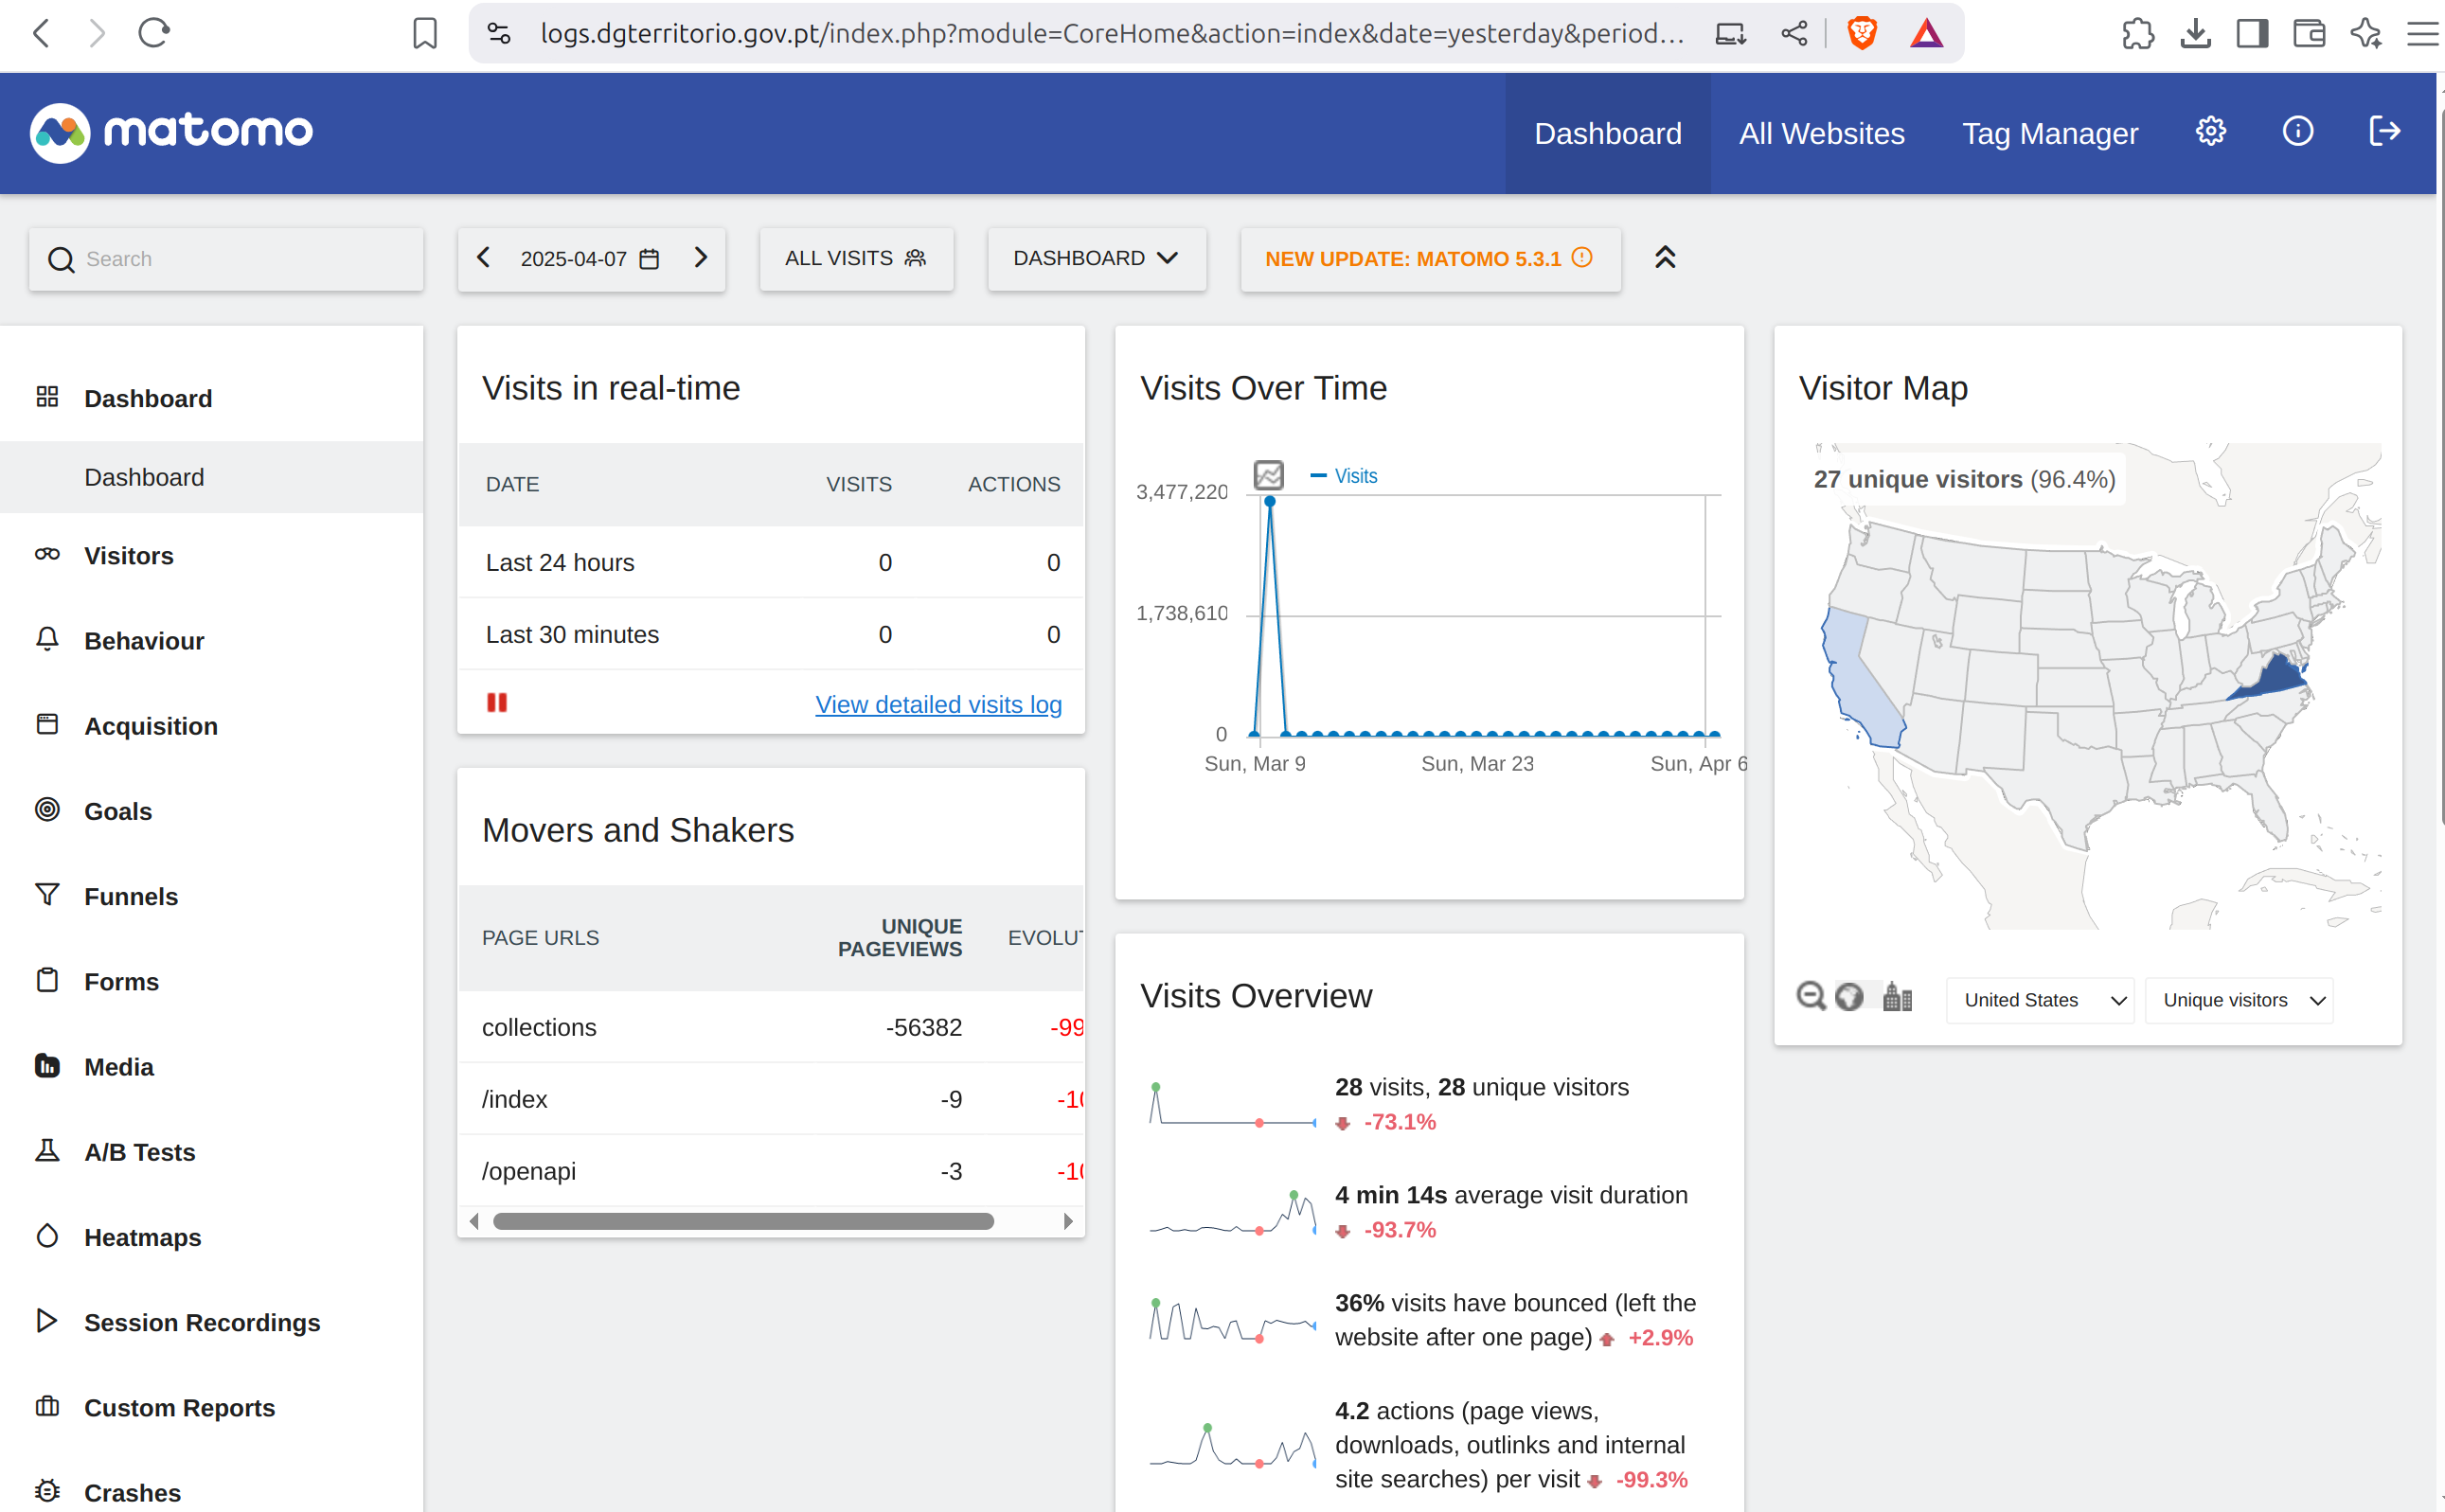 logs.dgterritorio.gov.pt/index.php?module=CoreHome&action=index&date=yesterday&period...
matomo
Dashboard
All Websites
Tag Manager
Search
2025-04-07
ALL VISITS
DASHBOARD
NEW UPDATE: MATOMO 5.3.1
Dashboard
Dashboard
Visitors
Behaviour
Acquisition
Goals
Funnels
Forms
Media
A/B Tests
Heatmaps
Session Recordings
Custom Reports
Crashes
Visits in real-time
DATE VISITS ACTIONS
Last 24 hours 0 0
Last 30 minutes 0 0
View detailed visits log
Movers and Shakers
PAGE URLS UNIQUE PAGEVIEWS EVOLUT
collections -56382 -99
/index -9 -10
/openapi -3 -10
Visits Over Time
Visits
3,477,220
1,738,610
0
Sun, Mar 9 Sun, Mar 23 Sun, Apr 6
Visits Overview
28 visits, 28 unique visitors
-73.1%
4 min 14s average visit duration
-93.7%
36% visits have bounced (left the
website after one page) +2.9%
4.2 actions (page views,
downloads, outlinks and internal
site searches) per visit -99.3%
Visitor Map
27 unique visitors (96.4%)
United States
Unique visitors